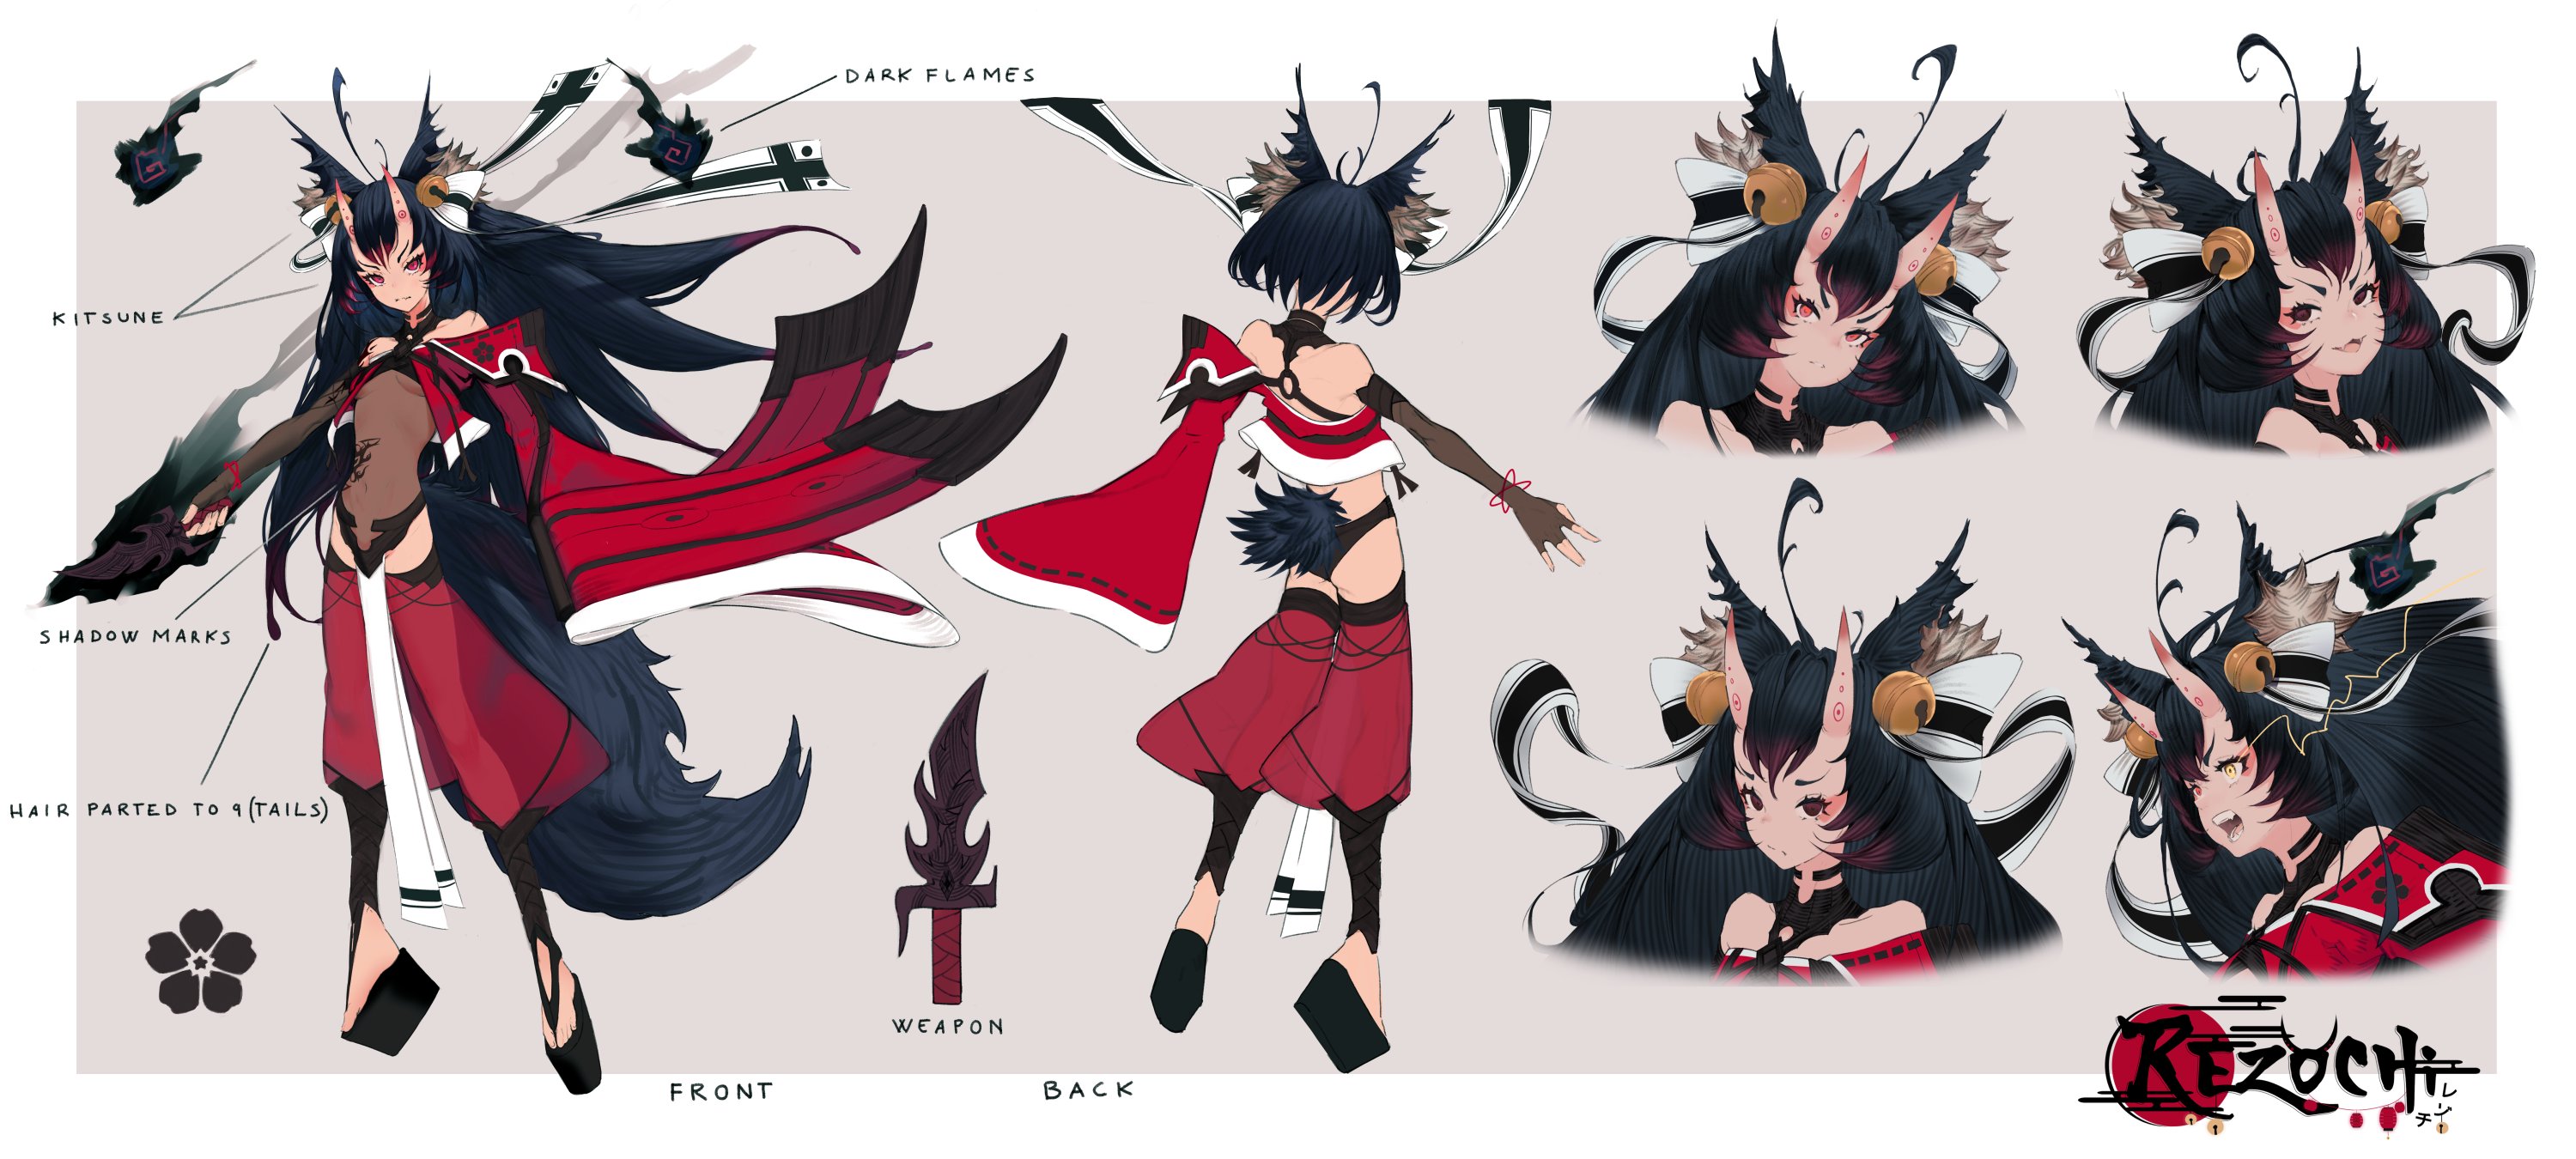 DARK FLAMES
KITSUNE
SHADOW MARKS
HAIR PARTED TO 9 (TAILS)
WEAPON
FRONT
BACK
REZOCHi
レゾチ